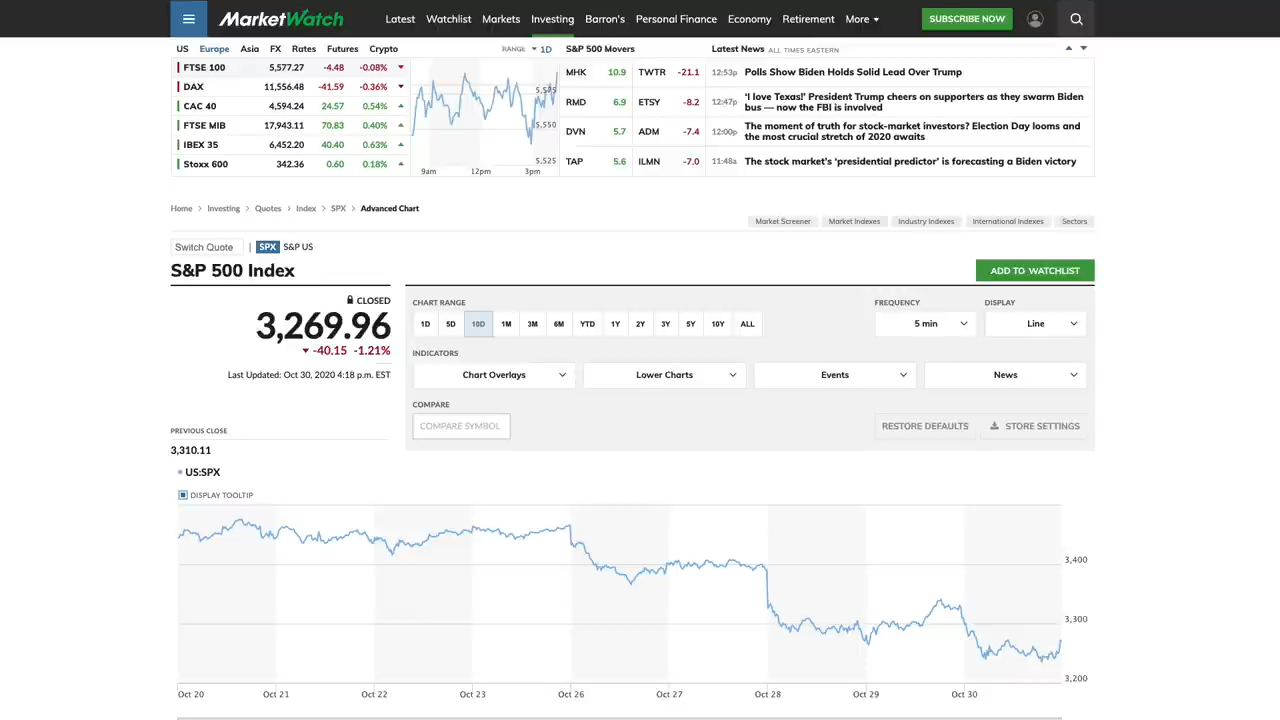 MarketWatch Latest Watchlist Markets Investing Barron's Personal Finance Economy Retirement More SUBSCRIBE NOW
US Europe Asia FX Rates Futures Crypto RANGE 1D
FTSE 100 5,577.27 -4.48 -0.08%
DAX 11,556.48 -41.59 -0.36%
CAC 40 4,594.24 24.57 0.54%
FTSE MIB 17,943.11 70.83 0.40%
IBEX 35 6,452.20 40.40 0.63%
Stoxx 600 342.36 0.60 0.18%
5,575
5,550
5,525
9am 12pm 3pm
S&P 500 Movers
MHK 10.9 TWTR -21.1
RMD 6.9 ETSY -8.2
DVN 5.7 ADM -7.4
TAP 5.6 ILMN -7.0
Latest News ALL TIMES EASTERN
12:53p Polls Show Biden Holds Solid Lead Over Trump
12:47p 'I love Texas!' President Trump cheers on supporters as they swarm Biden
bus — now the FBI is involved
12:00p The moment of truth for stock-market investors? Election Day looms and
the most crucial stretch of 2020 awaits
11:48a The stock market's 'presidential predictor' is forecasting a Biden victory
Home > Investing > Quotes > Index > SPX > Advanced Chart
Market Screener Market Indexes Industry Indexes International Indexes Sectors
Switch Quote | SPX S&P US
S&P 500 Index
ADD TO WATCHLIST
CLOSED
3,269.96
-40.15 -1.21%
Last Updated: Oct 30, 2020 4:18 p.m. EST
PREVIOUS CLOSE
3,310.11
CHART RANGE FREQUENCY DISPLAY
1D 5D 10D 1M 3M 6M YTD 1Y 2Y 3Y 5Y 10Y ALL 5 min Line
INDICATORS
Chart Overlays Lower Charts Events News
COMPARE
COMPARE SYMBOL RESTORE DEFAULTS STORE SETTINGS
US:SPX
DISPLAY TOOLTIP
3,400
3,300
3,200
Oct 20 Oct 21 Oct 22 Oct 23 Oct 26 Oct 27 Oct 28 Oct 29 Oct 30